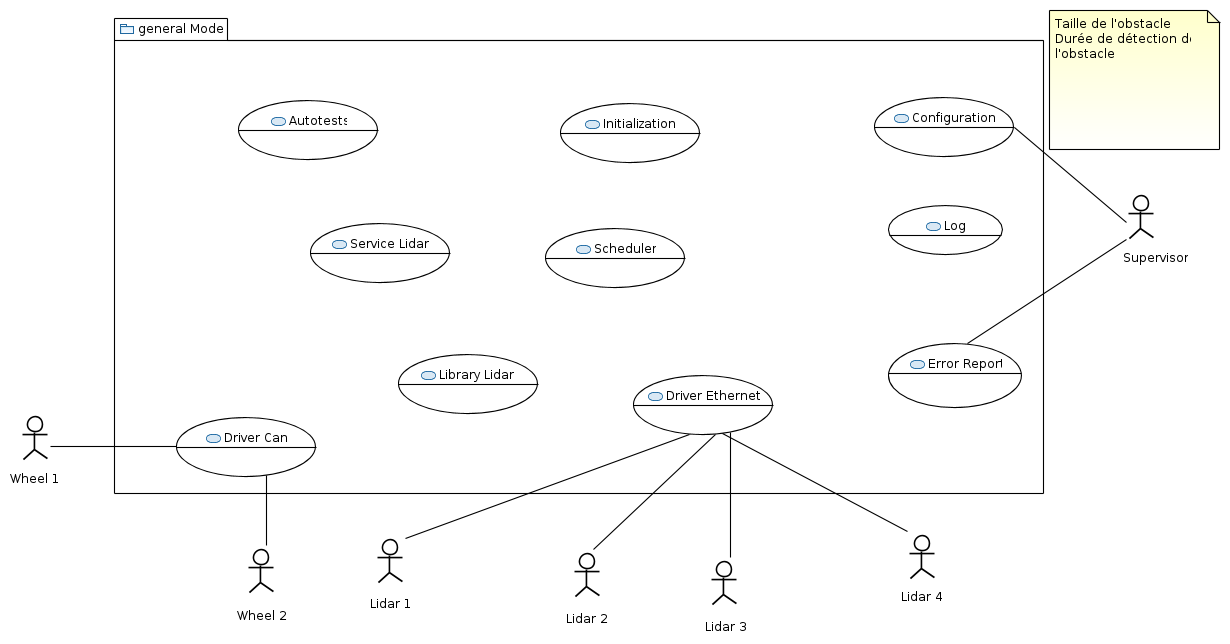 general Mode
Taille de l'obstacle
Durée de détection de
l'obstacle
Autotests
Initialization
Configuration
Service Lidar
Scheduler
Log
Supervisor
Library Lidar
Driver Ethernet
Error Report
Driver Can
Wheel 1
Wheel 2
Lidar 1
Lidar 2
Lidar 3
Lidar 4